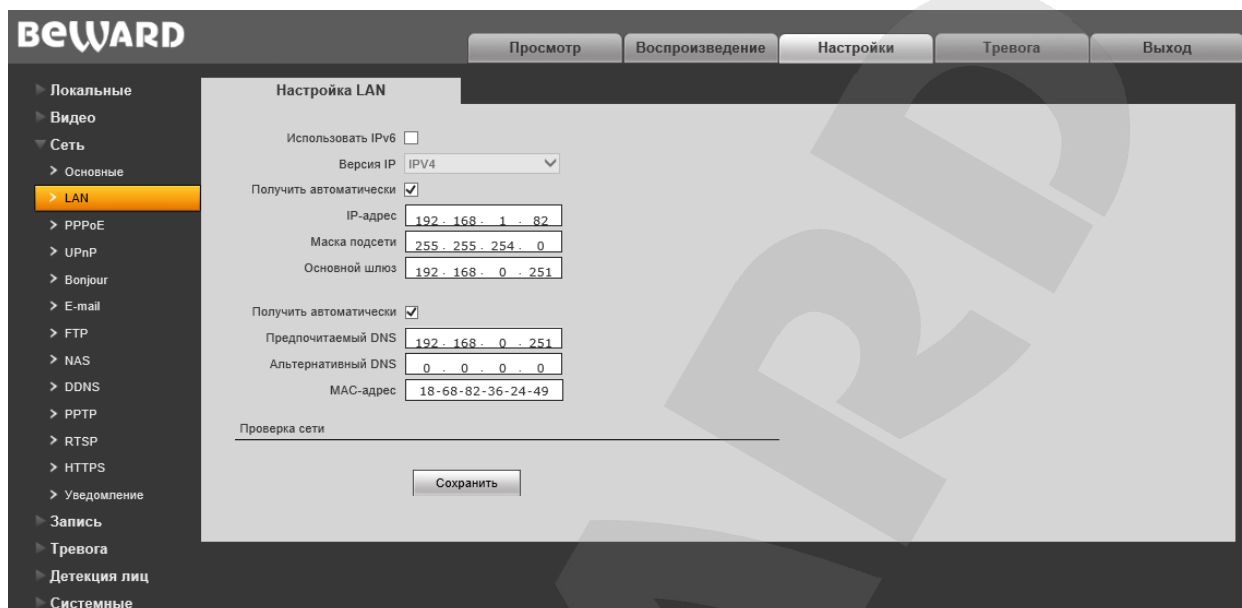 BEWARD
Просмотр Воспроизведение Настройки Тревога Выход
Локальные
Видео
Сеть
Основные
LAN
PPPoE
UPnP
Bonjour
E-mail
FTP
NAS
DDNS
PPTP
RTSP
HTTPS
Уведомление
Запись
Тревога
Детекция лиц
Системные
Настройка LAN
Использовать IPv6
Версия IP IPV4
Получить автоматически
IP-адрес 192 . 168 . 1 . 82
Маска подсети 255 . 255 . 254 . 0
Основной шлюз 192 . 168 . 0 . 251
Получить автоматически
Предпочитаемый DNS 192 . 168 . 0 . 251
Альтернативный DNS 0 . 0 . 0 . 0
MAC-адрес 18-68-82-36-24-49
Проверка сети
Сохранить